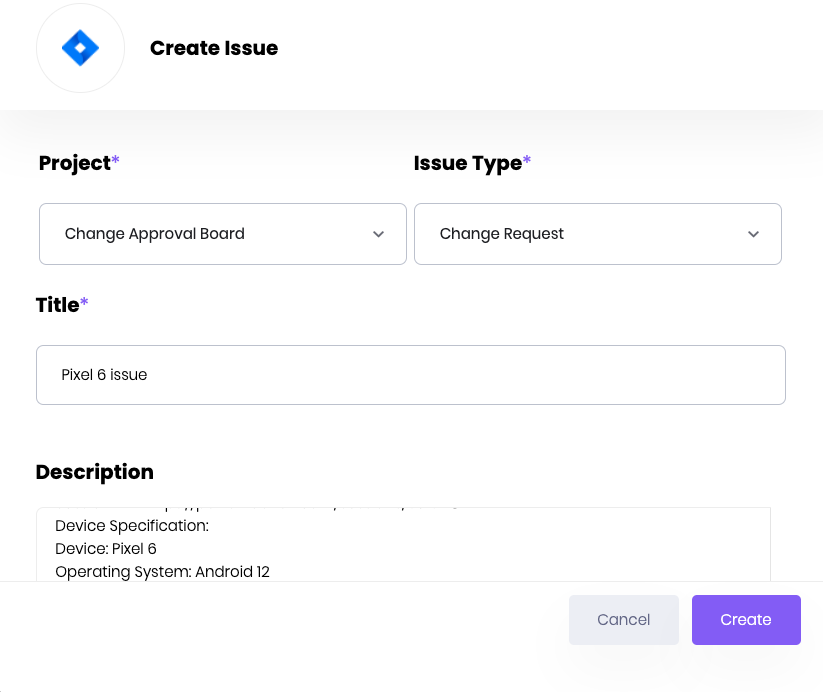 Create Issue
Project* Issue Type*
Change Approval Board Change Request
Title*
Pixel 6 issue
Description
Device Specification:
Device: Pixel 6
Operating System: Android 12
Cancel Create